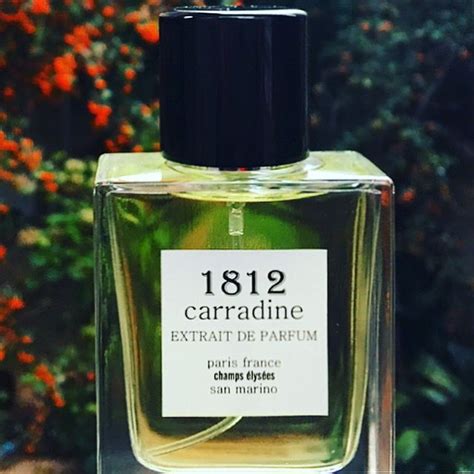 1812
carradine
EXTRAIT DE PARFUM
paris france
champs élysées
san marino